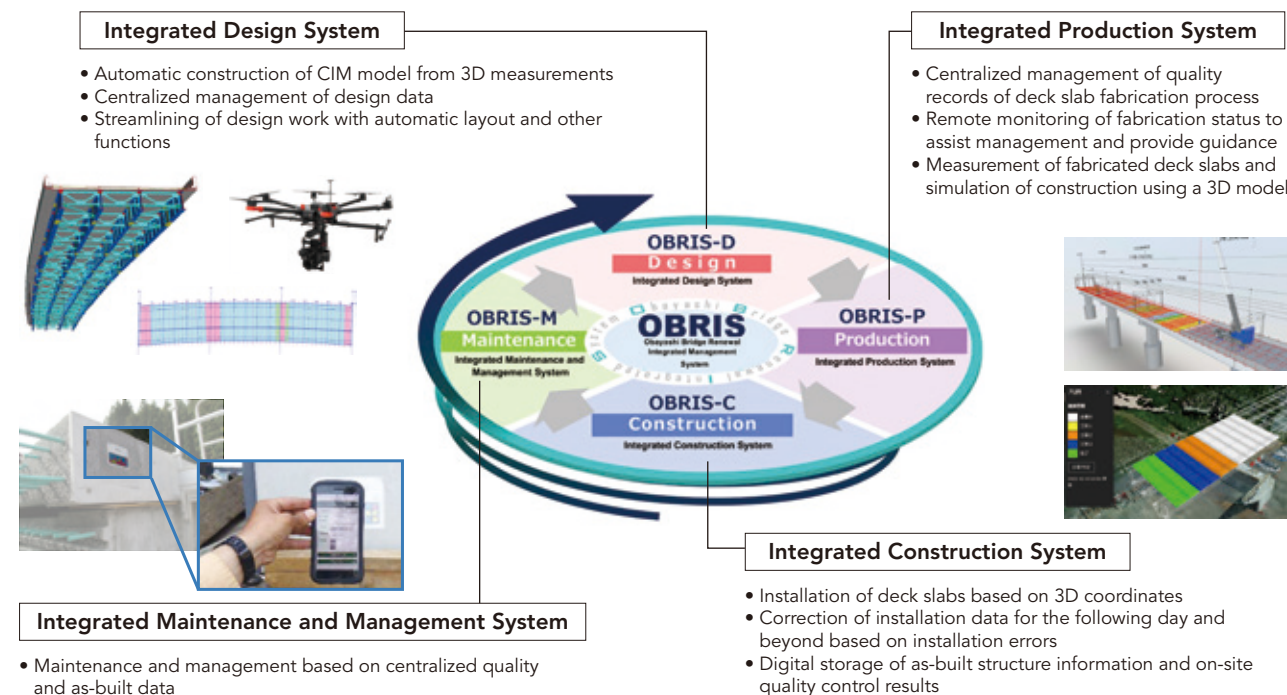 Integrated Design System
• Automatic construction of CIM model from 3D measurements
• Centralized management of design data
• Streamlining of design work with automatic layout and other
functions
Integrated Production System
• Centralized management of quality
records of deck slab fabrication process
• Remote monitoring of fabrication status to
assist management and provide guidance
• Measurement of fabricated deck slabs and
simulation of construction using a 3D model
OBRIS-D
Design
Integrated Design System
OBRIS-M
Maintenance
Integrated Maintenance and
Management System
Obayashi Bridge Renewal Integrated System
OBRIS
Obayashi Bridge Renewal
Integrated Management
System
OBRIS-P
Production
Integrated Production System
OBRIS-C
Construction
Integrated Construction System
Integrated Construction System
• Installation of deck slabs based on 3D coordinates
• Correction of installation data for the following day and
beyond based on installation errors
• Digital storage of as-built structure information and on-site
quality control results
Integrated Maintenance and Management System
• Maintenance and management based on centralized quality
and as-built data